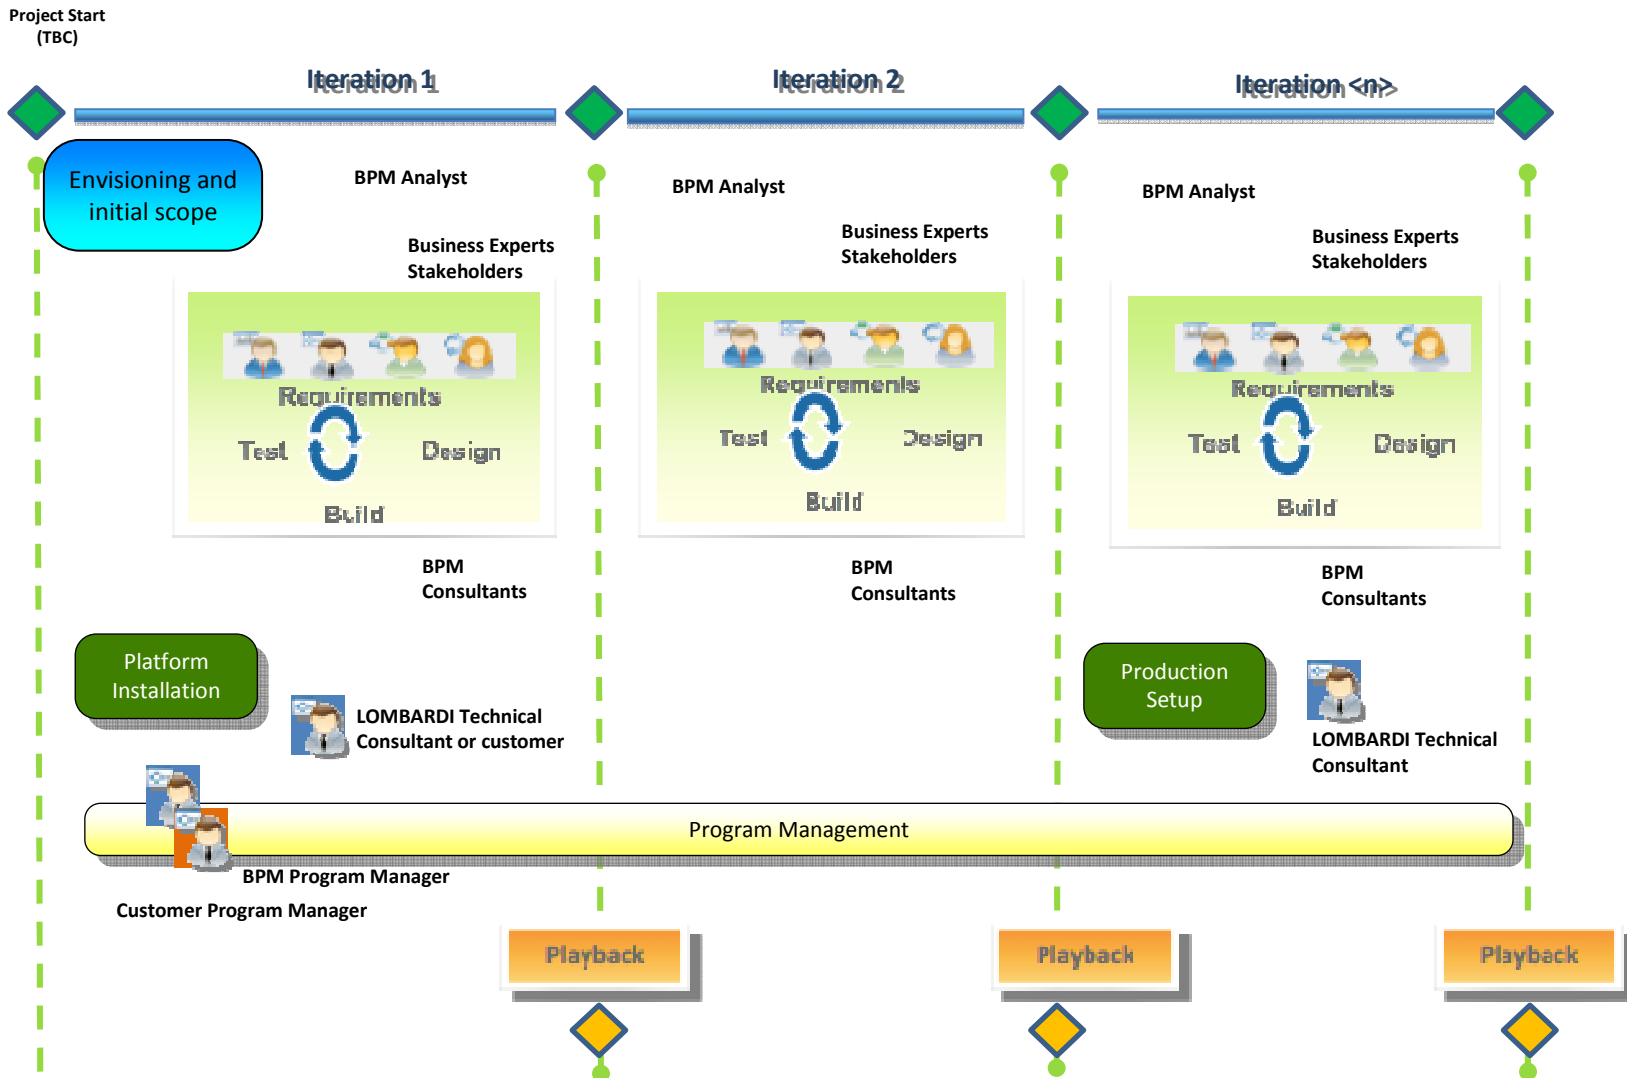 Project Start
(TBC)
Iteration 1
Iteration 2
Iteration <n>
Envisioning and
initial scope
BPM Analyst
BPM Analyst
BPM Analyst
Business Experts
Stakeholders
Business Experts
Stakeholders
Business Experts
Stakeholders
Requirements
Test
Design
Build
Requirements
Test
Design
Build
Requirements
Test
Design
Build
BPM
Consultants
BPM
Consultants
BPM
Consultants
Platform
Installation
LOMBARDI Technical
Consultant or customer
Production
Setup
LOMBARDI Technical
Consultant
Program Management
BPM Program Manager
Customer Program Manager
Playback
Playback
Playback